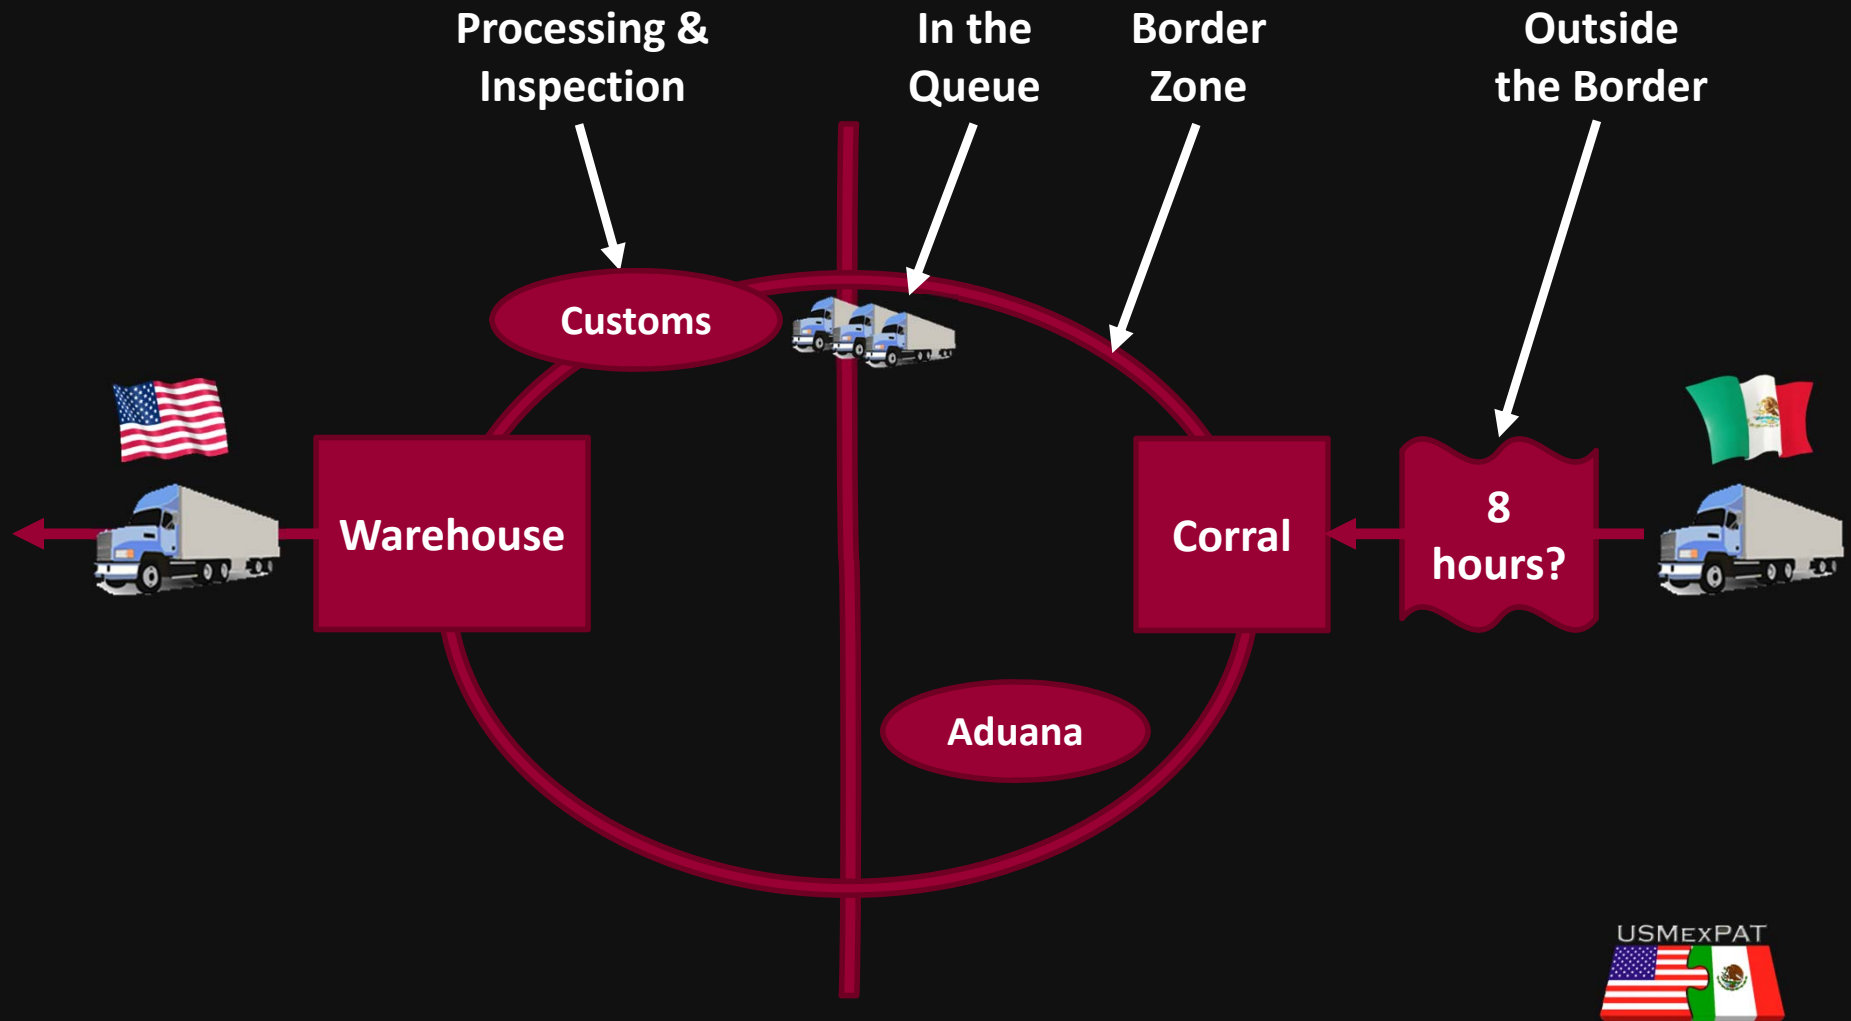 Processing &
Inspection
In the
Queue
Border
Zone
Outside
the Border
Customs
Warehouse
Corral
8
hours?
Aduana
USMEXPAT